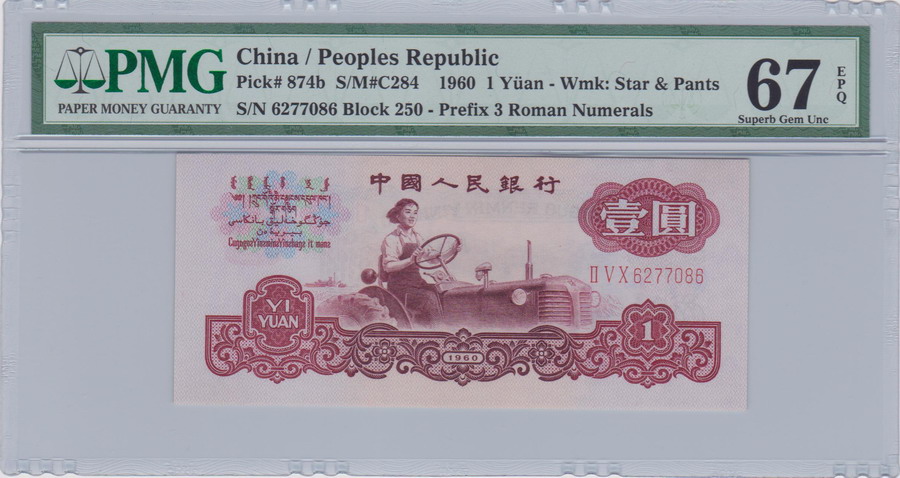 PMG
PAPER MONEY GUARANTY
China / Peoples Republic
Pick# 874b S/M#C284 1960 1 Yüan - Wmk: Star & Pants
S/N 6277086 Block 250 - Prefix 3 Roman Numerals
67
EPQ
Superb Gem Unc
中國人民銀行
壹圓
II V X 6277086
YI
YUAN
1960
1